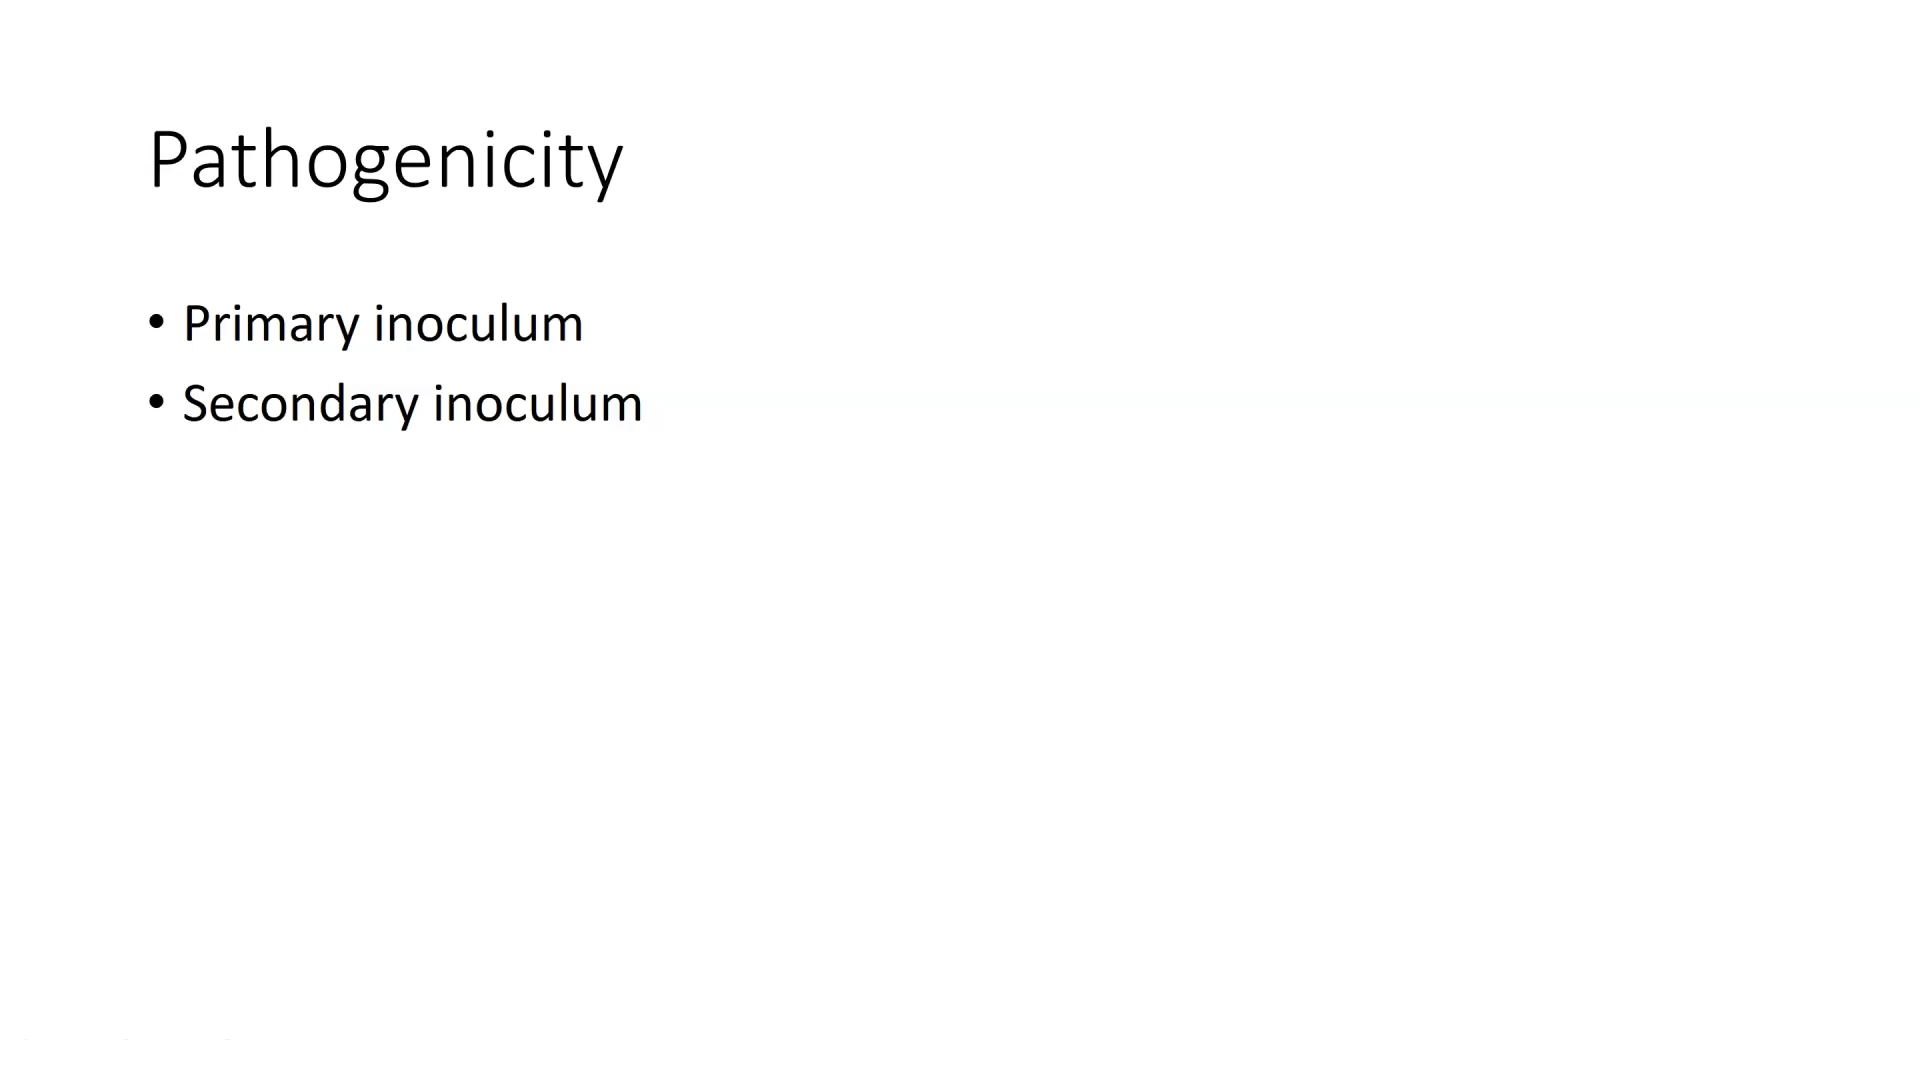 Pathogenicity
• Primary inoculum
• Secondary inoculum